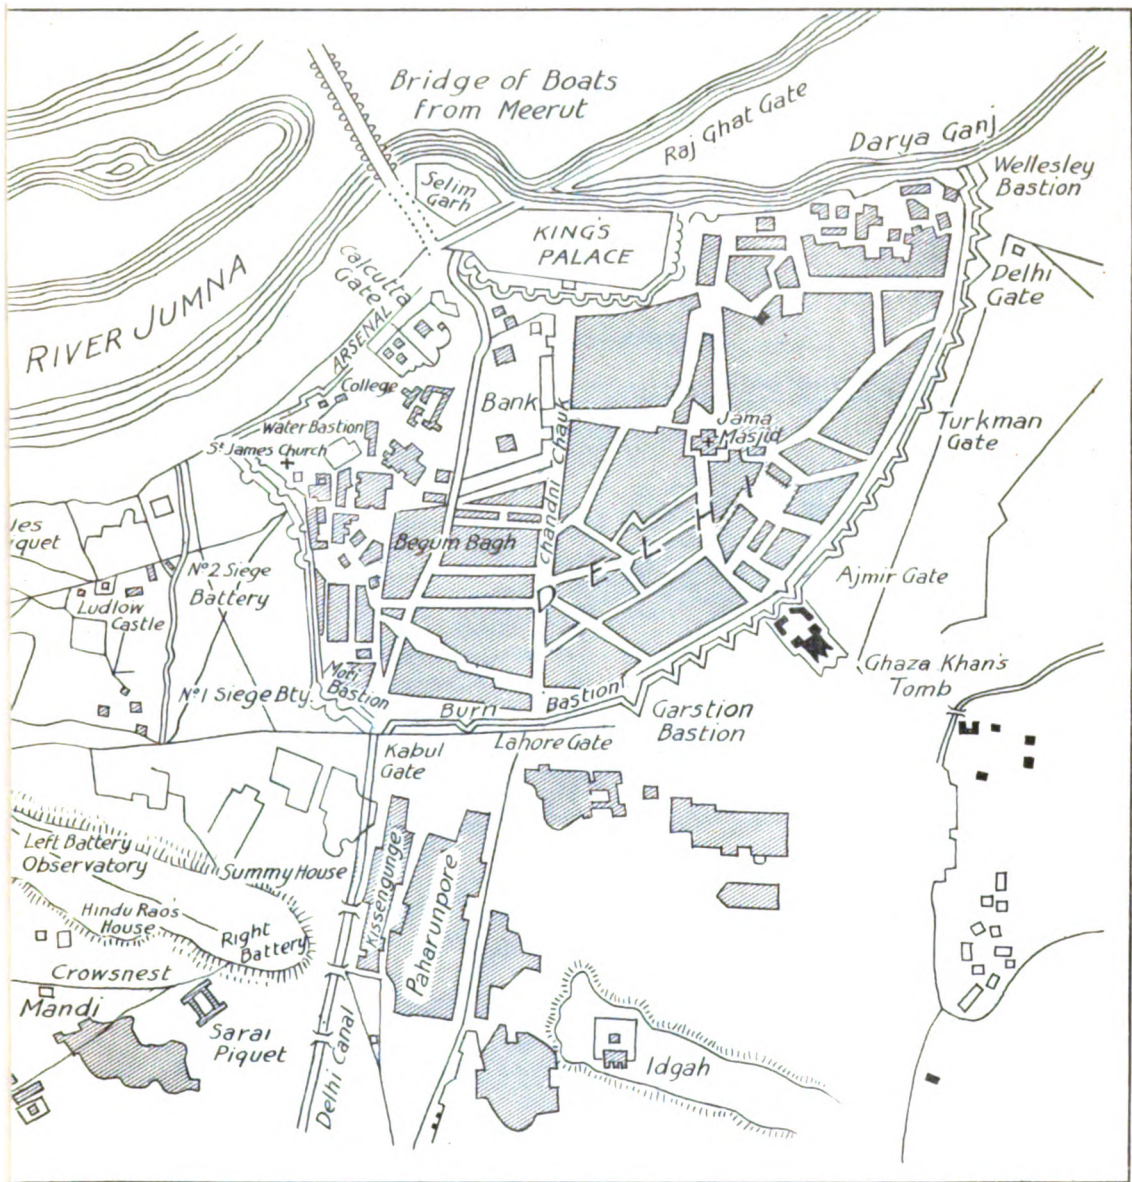 Bridge of Boats
from Meerut
Raj Ghat Gate
Darya Ganj
Wellesley
Bastion
Selim
Garh
KING'S
PALACE
Calcutta
Gate
Delhi
Gate
RIVER JUMNA
ARSENAL
College
Bank
Chandni Chauk
Jama
Masjid
Turkman
Gate
Water Bastion
St James Church
Begum Bagh
DELHI
Ajmir Gate
les
iquet
No 2 Siege
Battery
Ludlow
Castle
Ghaza Khan's
Tomb
No 1 Siege Bty.
Mori
Bastion
Burn Bastion
Garstion
Bastion
Kabul
Gate
Lahore Gate
Left Battery
Observatory
Summy House
Kissengunge
Paharunpore
Hindu Raos
House
Right
Battery
Crowsnest
Mandi
Sarai
Piquet
Delhi Canal
Idgah